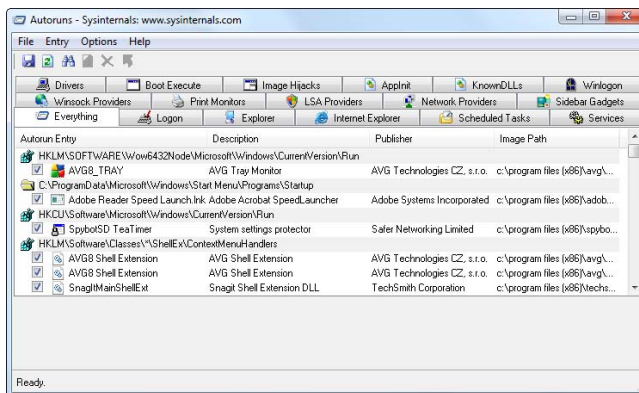 Autoruns - Sysinternals: www.sysinternals.com
File Entry Options Help
Drivers Boot Execute Image Hijacks AppInit KnownDLLs Winlogon
Winsock Providers Print Monitors LSA Providers Network Providers Sidebar Gadgets
Everything Logon Explorer Internet Explorer Scheduled Tasks Services
Autorun Entry Description Publisher Image Path
HKLM\SOFTWARE\Wow6432Node\Microsoft\Windows\CurrentVersion\Run
AVG8_TRAY AVG Tray Monitor AVG Technologies CZ, s.r.o. c:\program files (x86)\avg\...
C:\ProgramData\Microsoft\Windows\Start Menu\Programs\Startup
Adobe Reader Speed Launch.lnk Adobe Acrobat SpeedLauncher Adobe Systems Incorporated c:\program files (x86)\adob...
HKCU\Software\Microsoft\Windows\CurrentVersion\Run
SpybotSD TeaTimer System settings protector Safer Networking Limited c:\program files (x86)\spybo...
HKLM\Software\Classes\*\ShellEx\ContextMenuHandlers
AVG8 Shell Extension AVG Shell Extension AVG Technologies CZ, s.r.o. c:\program files (x86)\avg\...
AVG8 Shell Extension AVG Shell Extension AVG Technologies CZ, s.r.o. c:\program files (x86)\avg\...
SnagItMainShellExt Snagit Shell Extension DLL TechSmith Corporation c:\program files (x86)\techs...
Ready.